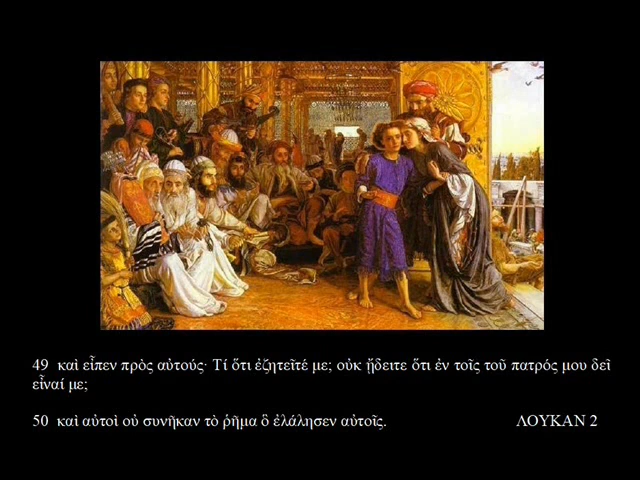 49 καὶ εἶπεν πρὸς αὐτούς· Τί ὅτι ἐζητεῖτέ με; οὐκ ᾔδειτε ὅτι ἐν τοῖς τοῦ πατρός μου δεῖ
εἶναί με;
50 καὶ αὐτοὶ οὐ συνῆκαν τὸ ῥῆμα ὃ ἐλάλησεν αὐτοῖς. ΛΟΥΚΑΝ 2